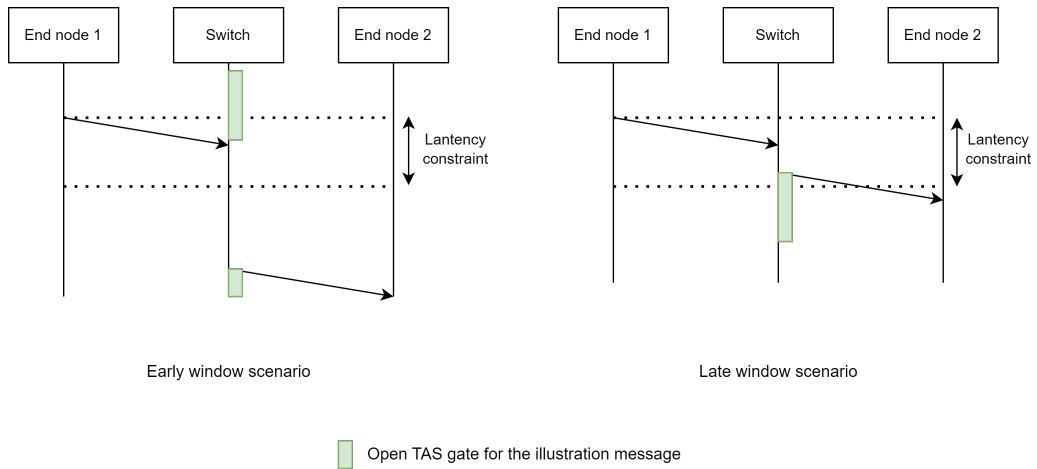 End node 1
Switch
End node 2
End node 1
Switch
End node 2
Lantency
constraint
Lantency
constraint
Early window scenario
Late window scenario
Open TAS gate for the illustration message